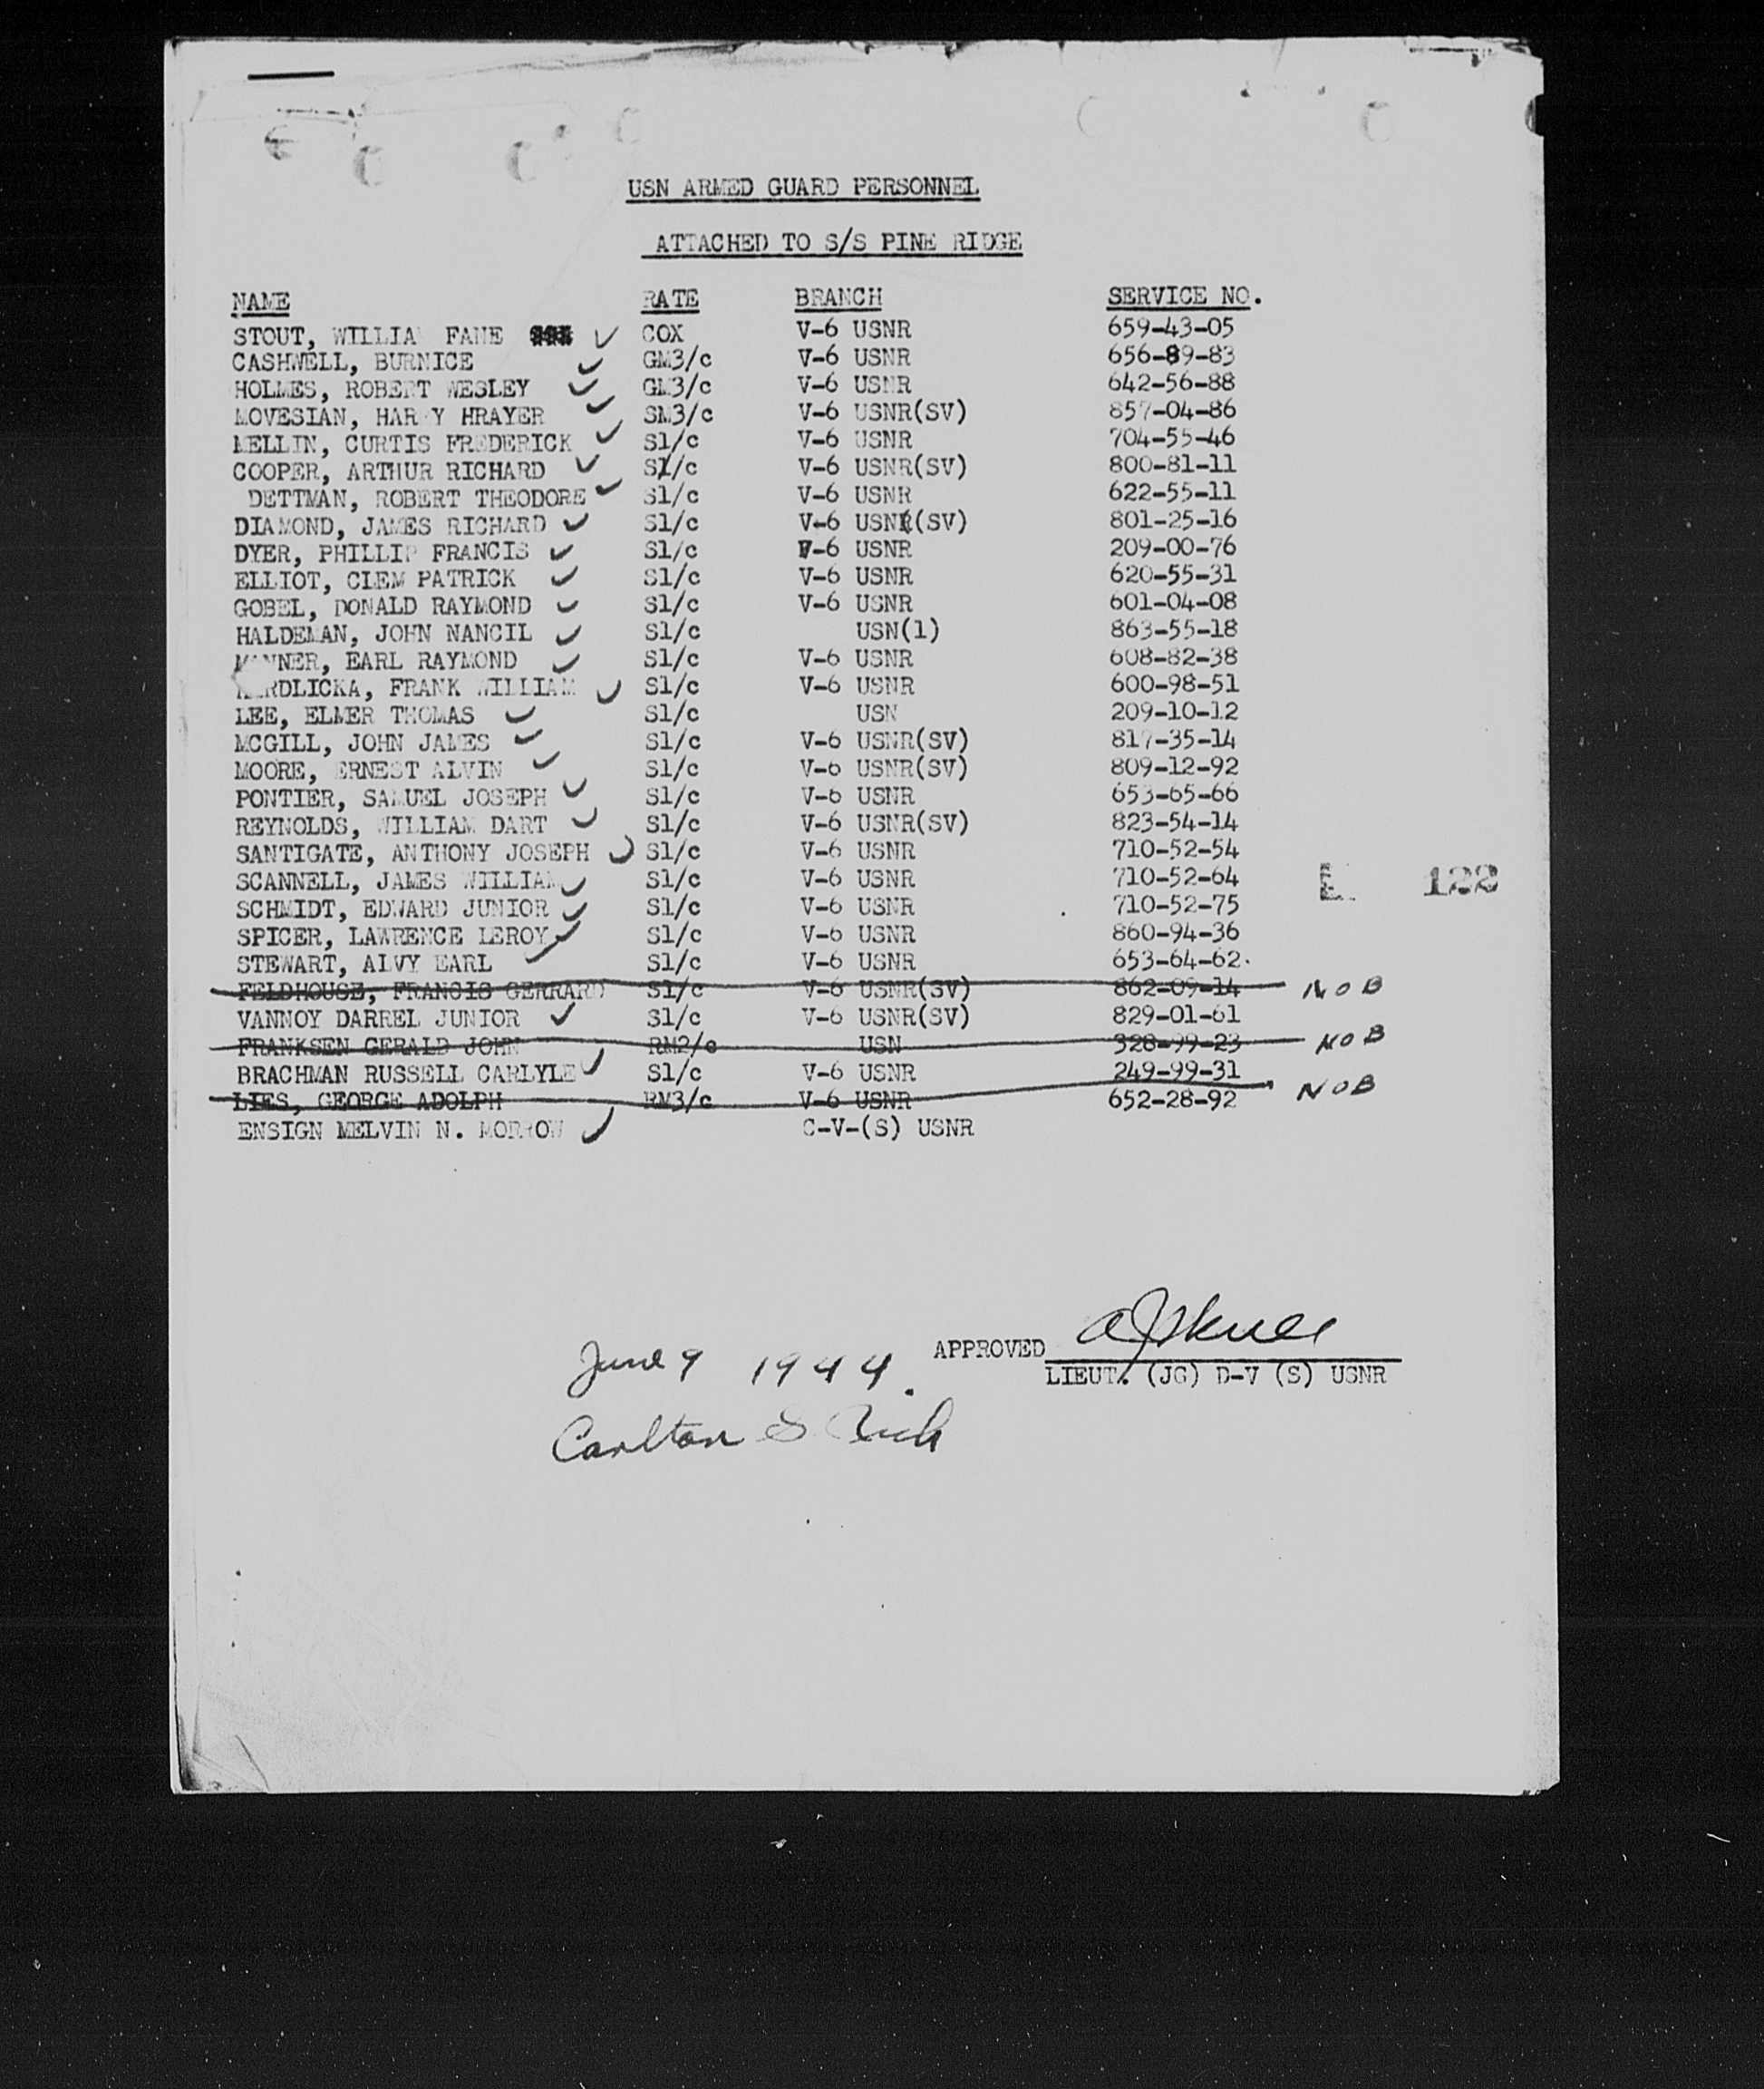 USN ARMED GUARD PERSONNEL
ATTACHED TO S/S PINE RIDGE
NAME RATE BRANCH SERVICE NO.
STOUT, WILLIA FANE COX V-6 USNR 659-43-05
CASHWELL, BURNICE GM3/c V-6 USNR 656-89-83
HOLMES, ROBERT WESLEY GM3/c V-6 USNR 642-56-88
MOVESIAN, HAR Y HRAYER SM3/c V-6 USNR(SV) 857-04-86
MELLIN, CURTIS FREDERICK S1/c V-6 USNR 704-55-46
COOPER, ARTHUR RICHARD S1/c V-6 USNR(SV) 800-81-11
DETTMAN, ROBERT THEODORE S1/c V-6 USNR 622-55-11
DIAMOND, JAMES RICHARD S1/c V-6 USNR(SV) 801-25-16
DYER, PHILLIP FRANCIS S1/c V-6 USNR 209-00-76
ELLIOT, CLEM PATRICK S1/c V-6 USNR 620-55-31
GOBEL, DONALD RAYMOND S1/c V-6 USNR 601-04-08
HALDEMAN, JOHN NANCIL S1/c USN(1) 863-55-18
EARL RAYMOND S1/c V-6 USNR 608-82-38
FRANK WILLIAM S1/c V-6 USNR 600-98-51
LEE, ELMER THOMAS S1/c USN 209-10-12
MCGILL, JOHN JAMES S1/c V-6 USNR(SV) 817-35-14
MOORE, ERNEST ALVIN S1/c V-6 USNR(SV) 809-12-92
PONTIER, SAMUEL JOSEPH S1/c V-6 USNR 653-65-66
REYNOLDS, WILLIAM DART S1/c V-6 USNR(SV) 823-54-14
SANTIGATE, ANTHONY JOSEPH S1/c V-6 USNR 710-52-54
SCANNELL, JAMES WILLIAM S1/c V-6 USNR 710-52-64
E. 122
SCHMIDT, EDWARD JUNIOR S1/c V-6 USNR 710-52-75
SPICER, LAWRENCE LEROY S1/c V-6 USNR 860-94-36
STEWART, ALVY EARL S1/c V-6 USNR 653-64-62.
FELDHOUSE, FRANCIS GERRARD S1/c V-6 USNR(SV) 862-09-14 NOB
VANNOY DARREL JUNIOR S1/c V-6 USNR(SV) 829-01-61
FRANKSEN GERALD JOHN RM2/c USN 328-99-23 NOB
BRACHMAN RUSSELL CARLYLE S1/c V-6 USNR 249-99-31
LIES, GEORGE ADOLPH RM3/c V-6 USNR 652-28-92 NOB
ENSIGN MELVIN N. MORROW C-V-(S) USNR
APPROVED
LIEUT. (JG) D-V (S) USNR
June 9 1944.
Carlton S Rich